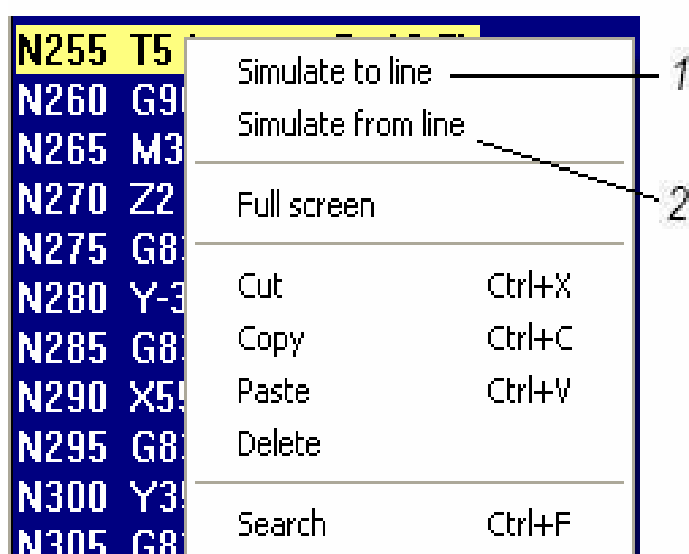 N255 T5
Simulate to line 1
N260 G9
Simulate from line
N265 M3
N270 Z2 Full screen 2
N275 G8
N280 Y-3 Cut Ctrl+X
N285 G8 Copy Ctrl+C
N290 X5 Paste Ctrl+V
N295 G8 Delete
N300 Y3
Search Ctrl+F
N305 G8